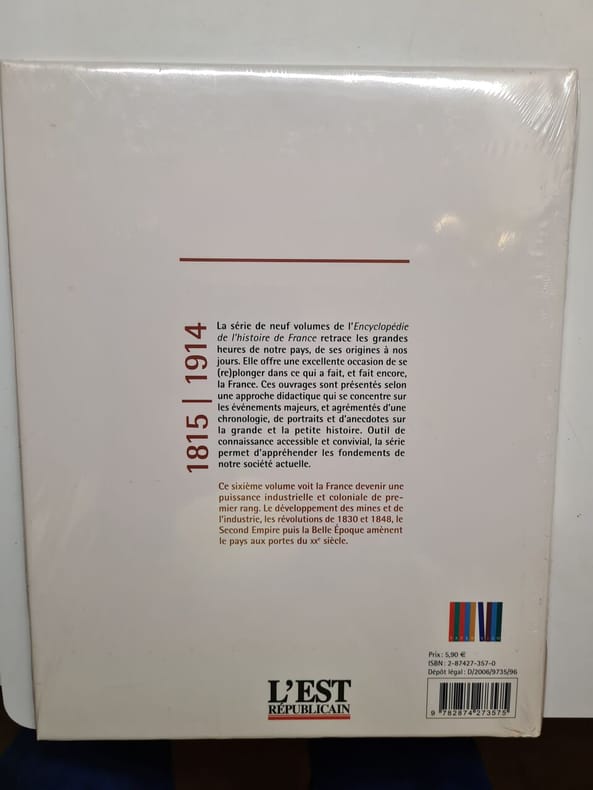 1815 | 1914
La série de neuf volumes de l'Encyclopédie
de l'histoire de France retrace les grandes
heures de notre pays, de ses origines à nos
jours. Elle offre une excellente occasion de se
(re)plonger dans ce qui a fait, et fait encore,
la France. Ces ouvrages sont présentés selon
une approche didactique qui se concentre sur
les événements majeurs, et agrémentés d'une
chronologie, de portraits et d'anecdotes sur
la grande et la petite histoire. Outil de
connaissance accessible et convivial, la série
permet d'appréhender les fondements de
notre société actuelle.
Ce sixième volume voit la France devenir une
puissance industrielle et coloniale de pre-
mier rang. Le développement des mines et de
l'industrie, les révolutions de 1830 et 1848, le
Second Empire puis la Belle Époque amènent
le pays aux portes du XXe siècle.
Prix : 5,90 €
ISBN : 2-87427-357-0
Dépôt légal : D/2006/9735/96
9 782874 273575
L'EST
RÉPUBLICAIN